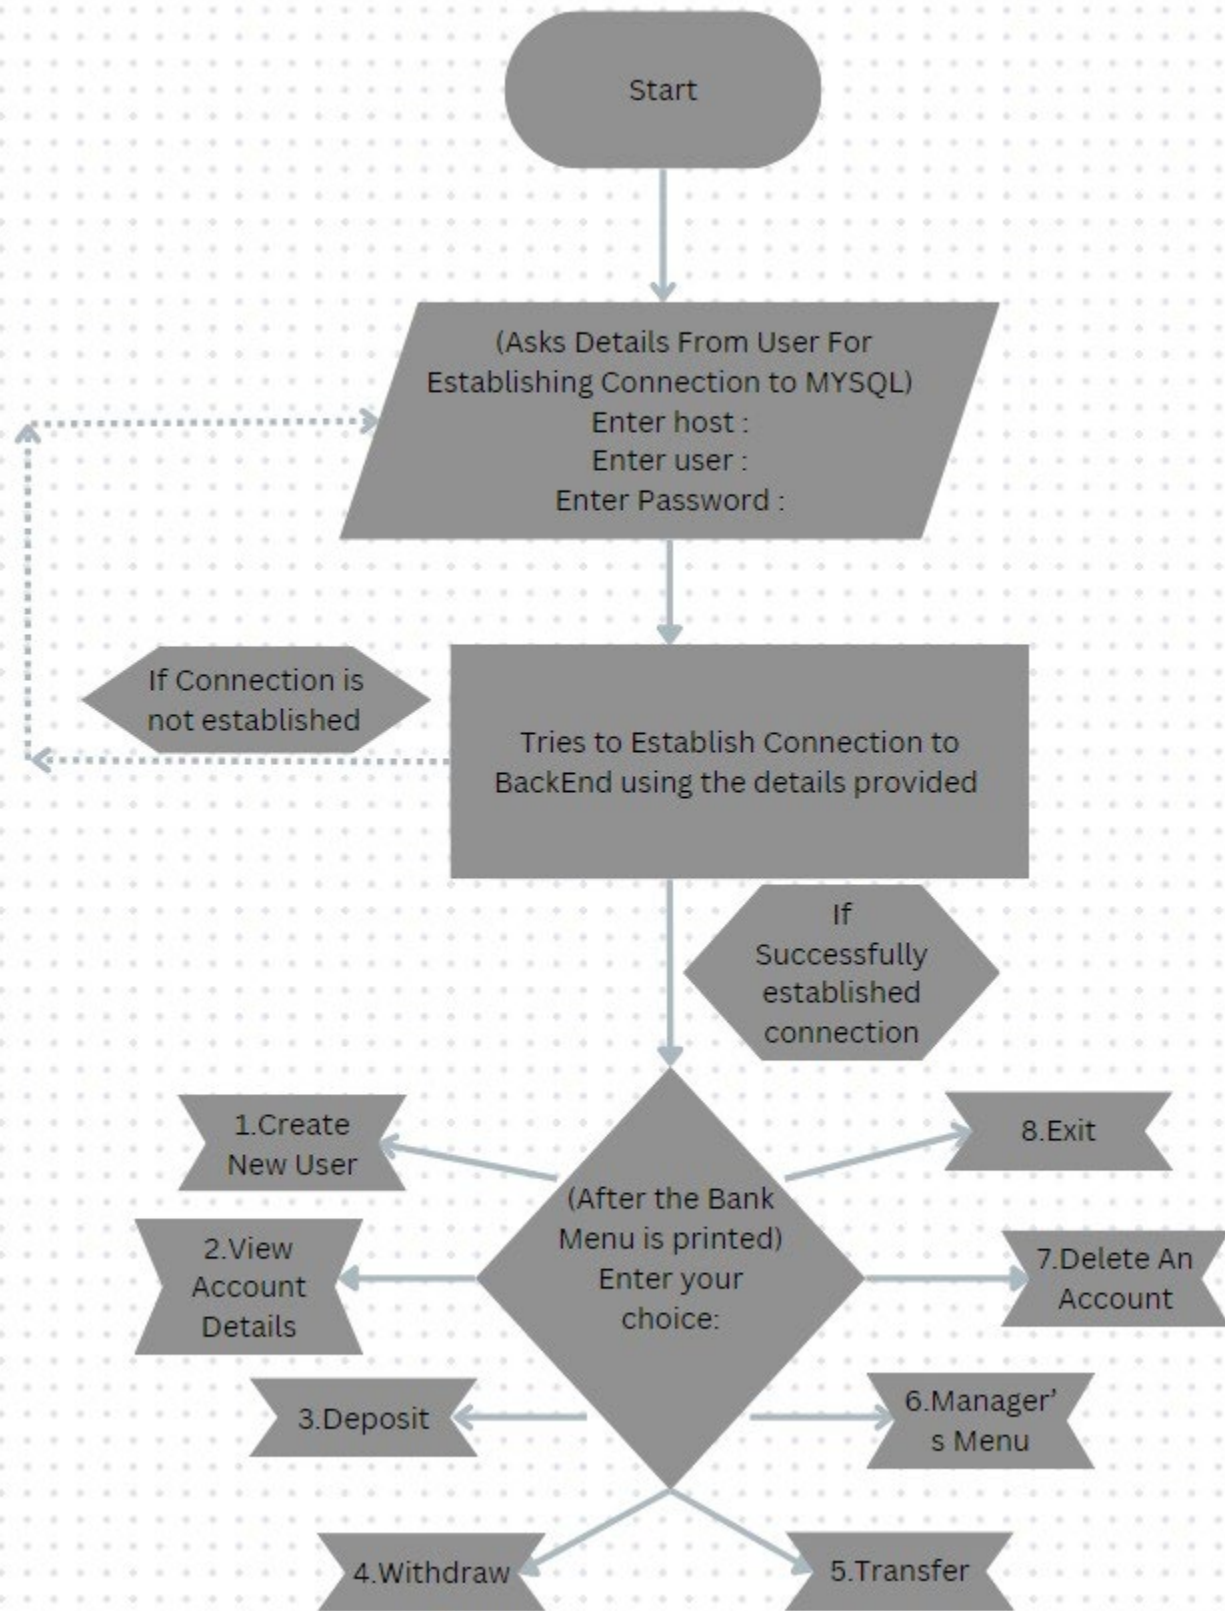 Start
(Asks Details From User For
Establishing Connection to MYSQL)
Enter host :
Enter user :
Enter Password :
If Connection is
not established
Tries to Establish Connection to
BackEnd using the details provided
If
Successfully
established
connection
1.Create
New User
8.Exit
(After the Bank
Menu is printed)
Enter your
choice:
2.View
Account
Details
7.Delete An
Account
3.Deposit
6.Manager’
s Menu
4.Withdraw
5.Transfer